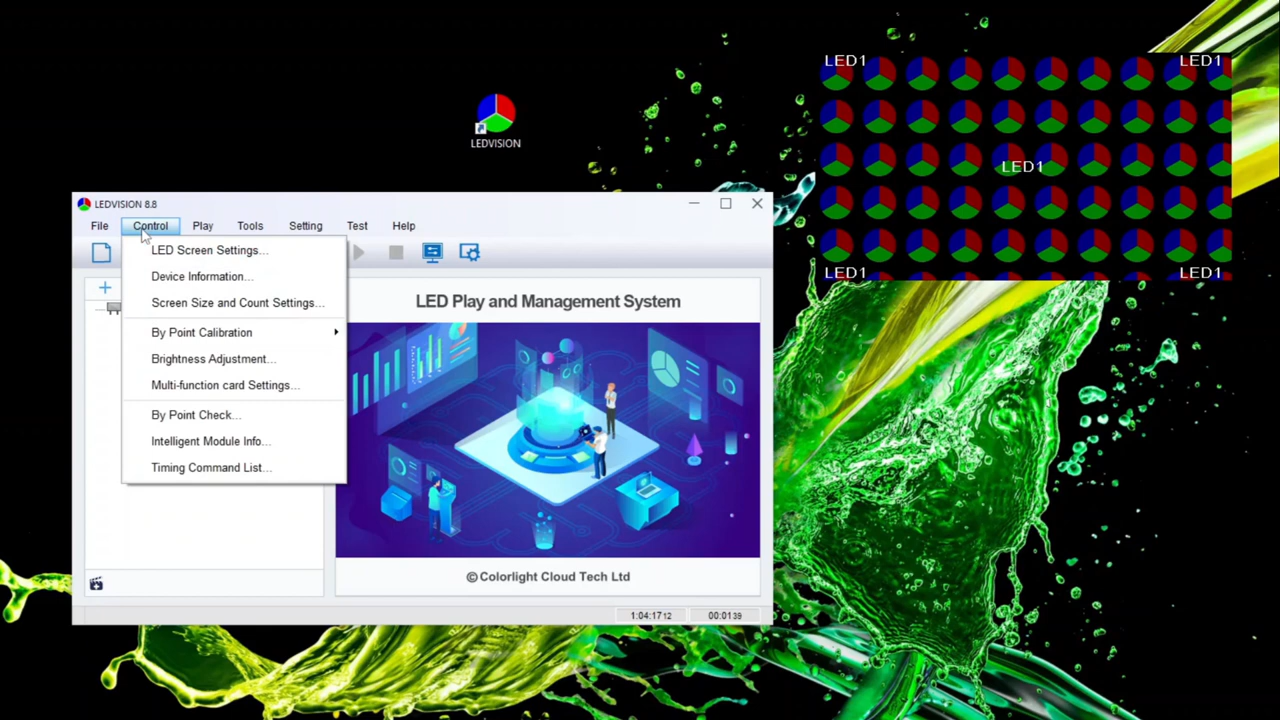 LED1 LED1
LEDVISION
LED1
LEDVISION 8.8
File Control Play Tools Setting Test Help
LED Screen Settings...
Device Information...
Screen Size and Count Settings...
By Point Calibration
Brightness Adjustment...
Multi-function card Settings...
By Point Check...
Intelligent Module Info...
Timing Command List...
LED1 LED1
LED Play and Management System
© Colorlight Cloud Tech Ltd
1:04:17 12 00:01 39